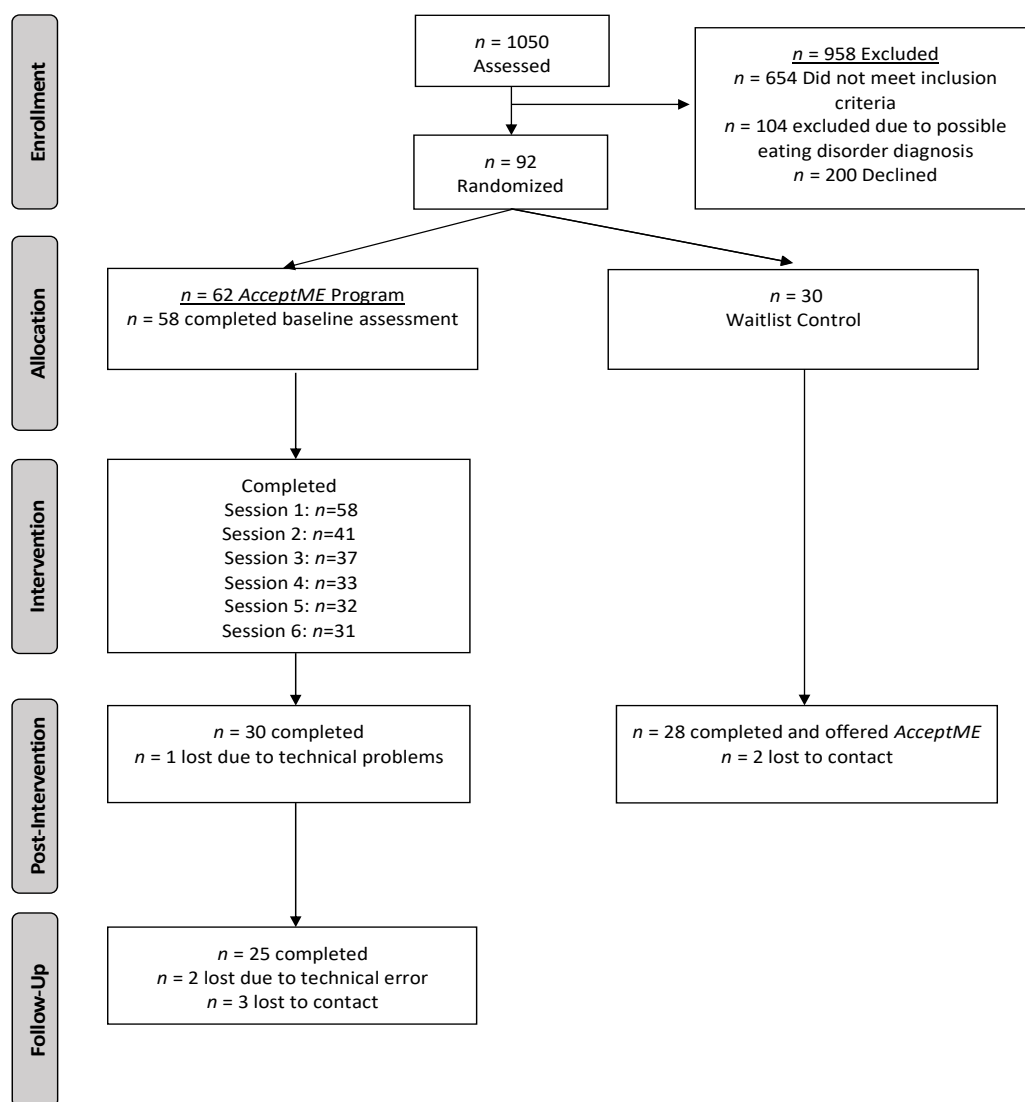 Enrollment
n = 1050
Assessed
n = 958 Excluded
n = 654 Did not meet inclusion
criteria
n = 104 excluded due to possible
eating disorder diagnosis
n = 200 Declined
n = 92
Randomized
Allocation
n = 62 AcceptME Program
n = 58 completed baseline assessment
n = 30
Waitlist Control
Intervention
Completed
Session 1: n=58
Session 2: n=41
Session 3: n=37
Session 4: n=33
Session 5: n=32
Session 6: n=31
Post-Intervention
n = 30 completed
n = 1 lost due to technical problems
n = 28 completed and offered AcceptME
n = 2 lost to contact
Follow-Up
n = 25 completed
n = 2 lost due to technical error
n = 3 lost to contact